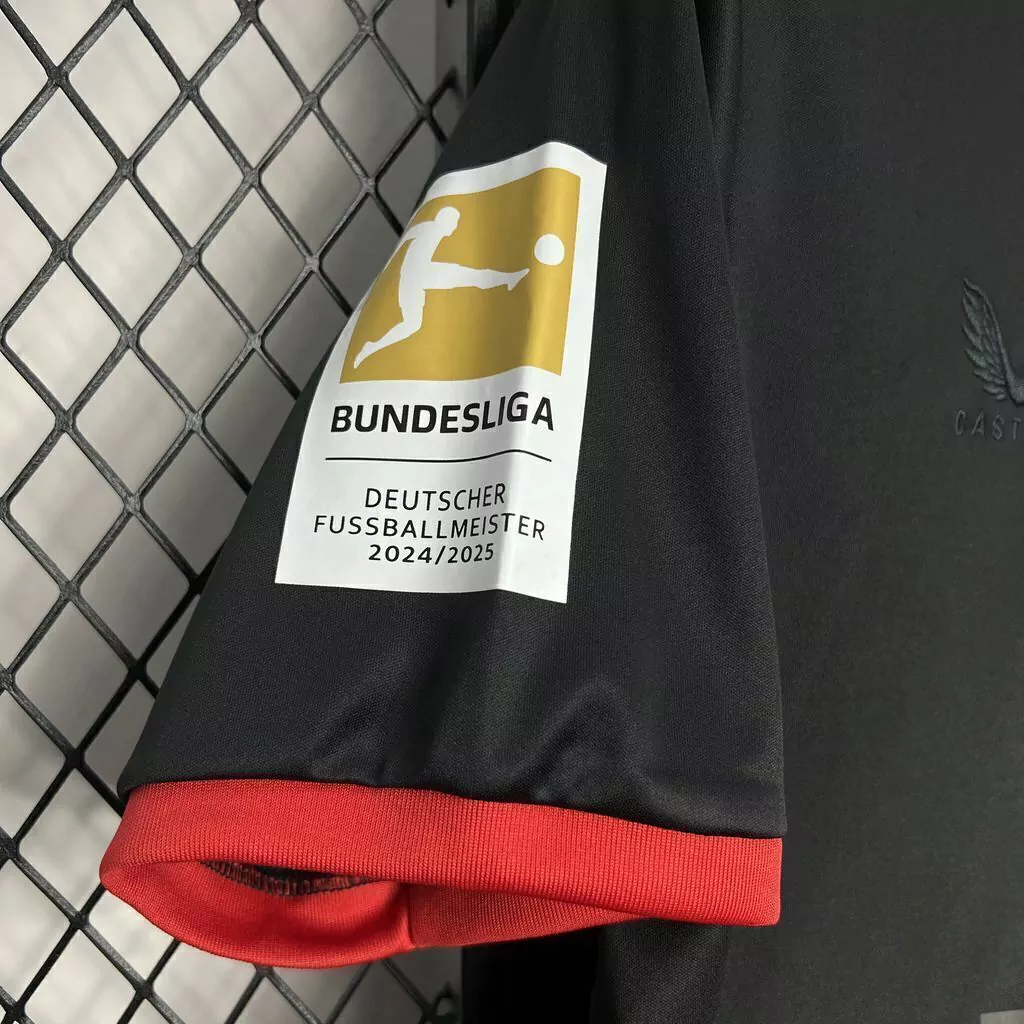 BUNDESLIGA
DEUTSCHER
FUSSBALLMEISTER
2024/2025
CAST